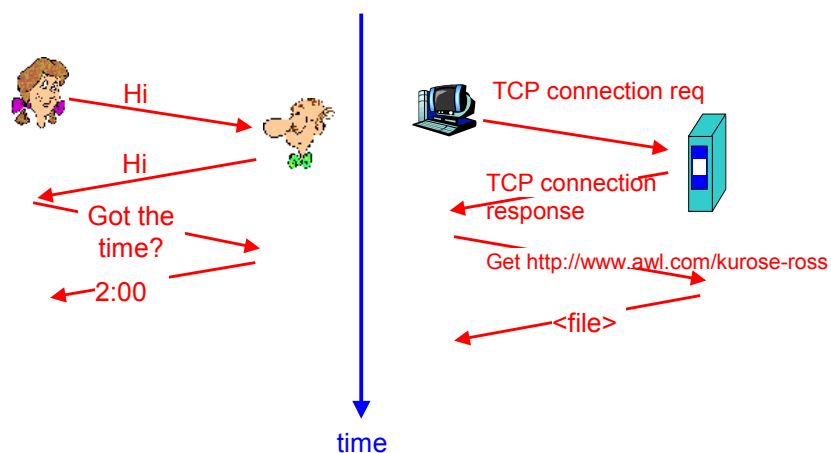 Hi
Hi
Got the
time?
2:00
TCP connection req
TCP connection
response
Get http://www.awl.com/kurose-ross
<file>
time